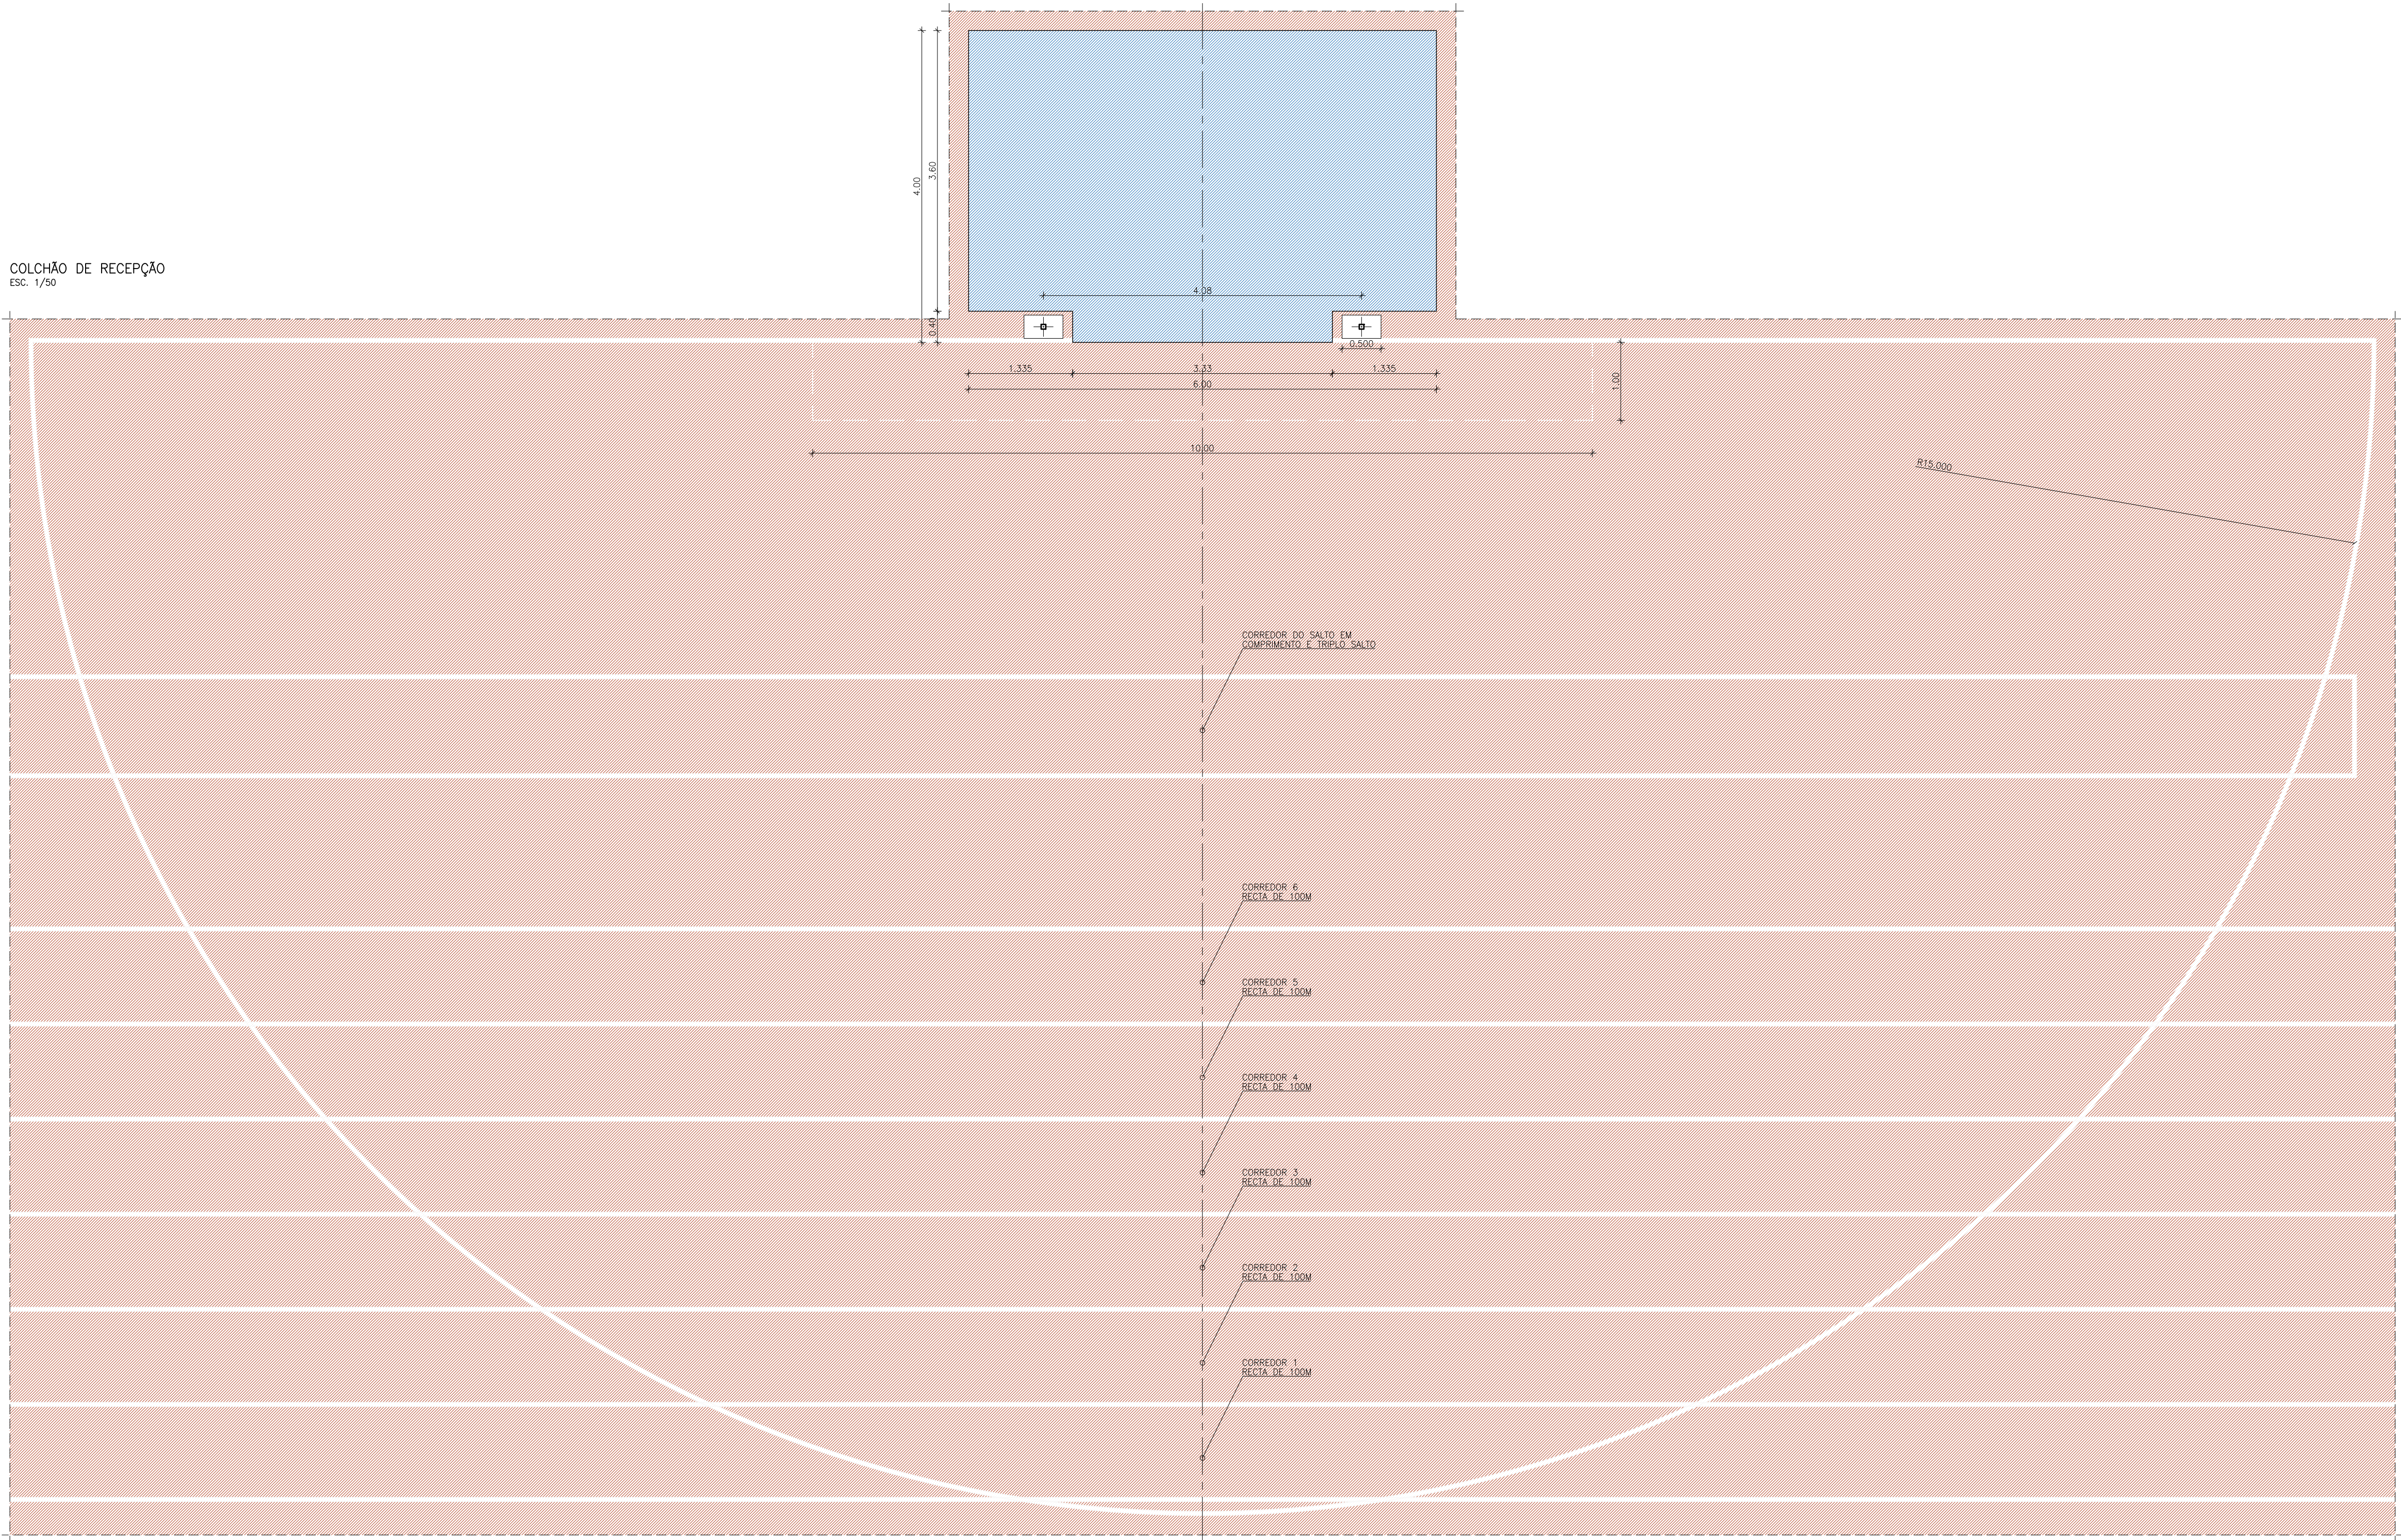 4.00
3.60
COLCHÃO DE RECEPÇÃO
ESC. 1/50
4.08
0.40
0.500
1.335
3.33
1.335
6.00
1.00
10.00
R15.000
CORREDOR DO SALTO EM
COMPRIMENTO E TRIPLO SALTO
CORREDOR 6
RECTA DE 100M
CORREDOR 5
RECTA DE 100M
CORREDOR 4
RECTA DE 100M
CORREDOR 3
RECTA DE 100M
CORREDOR 2
RECTA DE 100M
CORREDOR 1
RECTA DE 100M